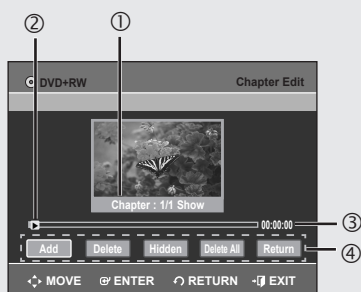 ② ①
DVD+RW Chapter Edit
Chapter : 1/1 Show
00:00:00 ③
Add Delete Hidden Delete All Return ④
MOVE ENTER RETURN EXIT